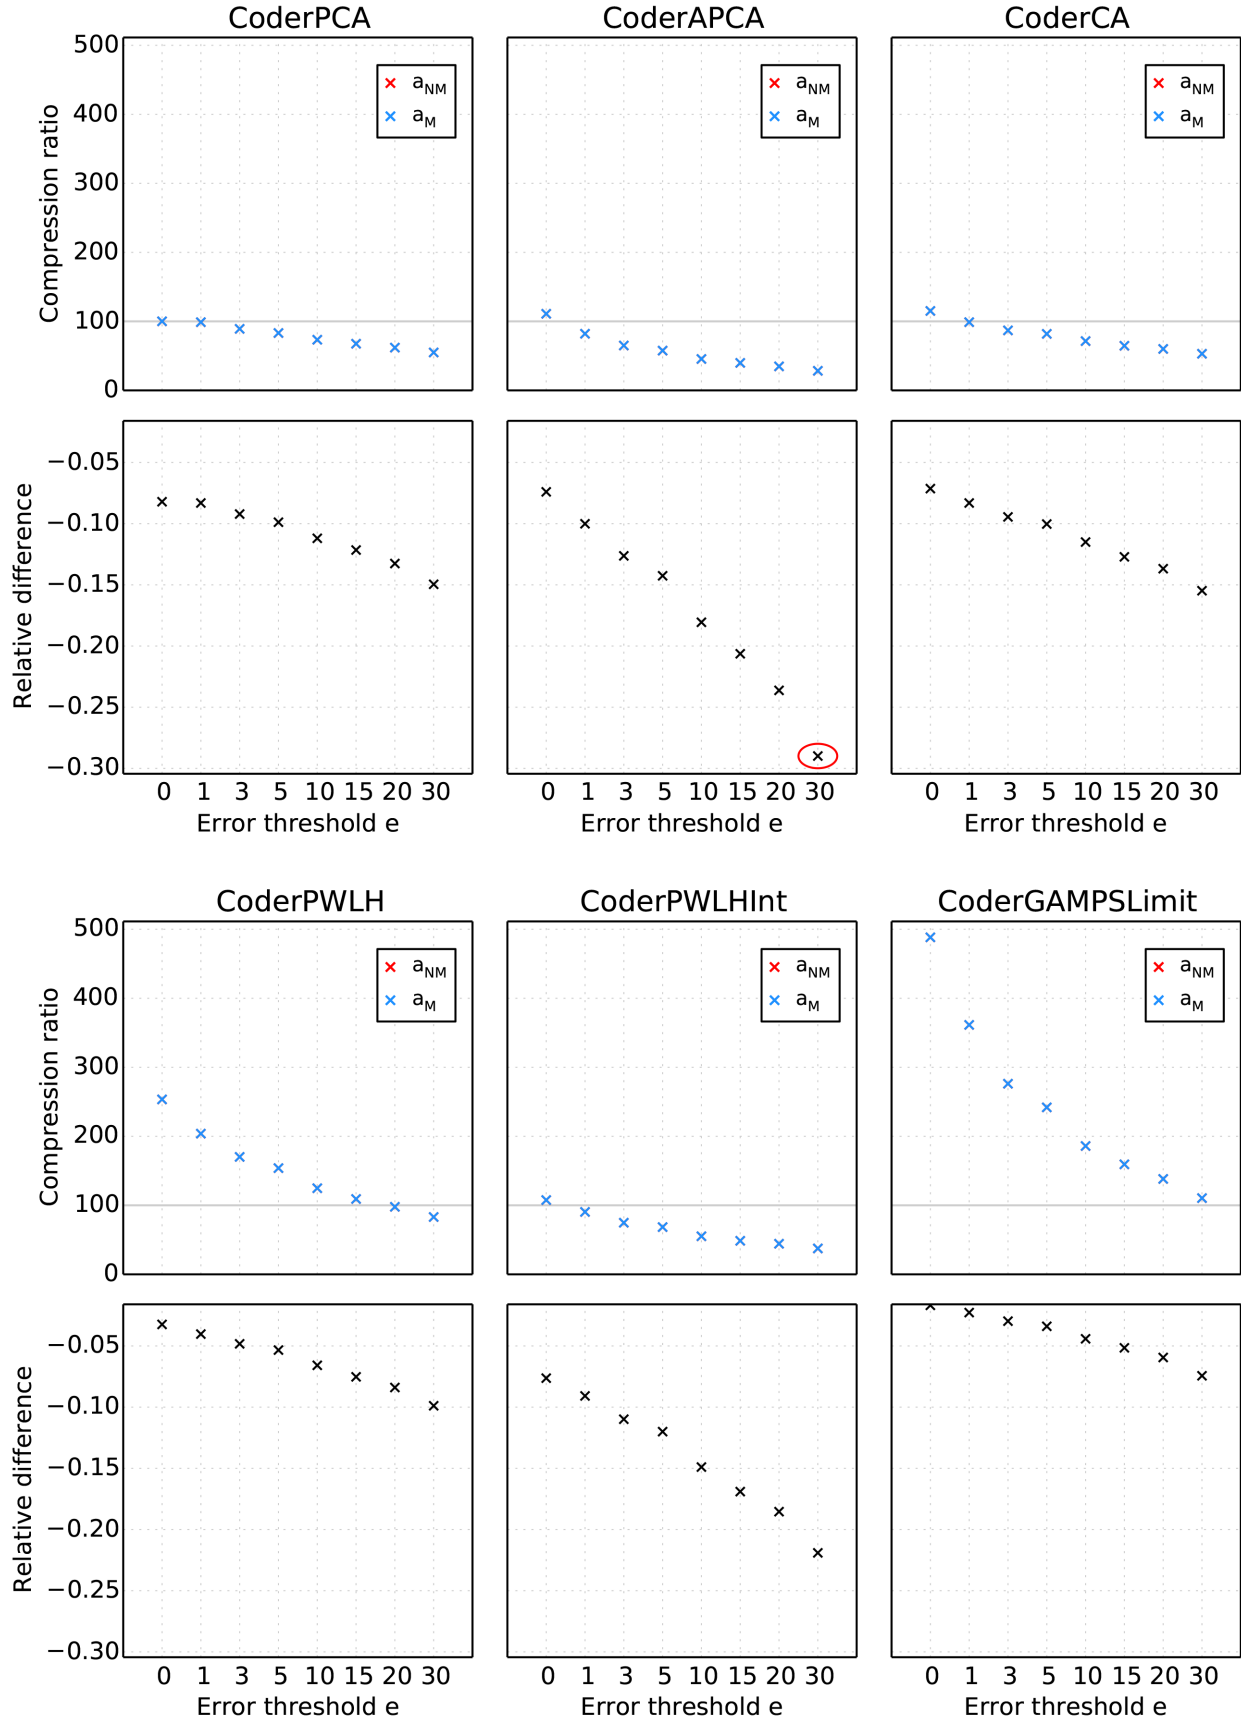 CoderPCA CoderAPCA CoderCA
500
400
300
200
100
0
Compression ratio
a_NM
a_M
a_NM
a_M
a_NM
a_M
−0.05
−0.10
−0.15
−0.20
−0.25
−0.30
Relative difference
0 1 3 5 10 15 20 30 0 1 3 5 10 15 20 30 0 1 3 5 10 15 20 30
Error threshold e Error threshold e Error threshold e
CoderPWLH CoderPWLHInt CoderGAMPSLimit
500
400
300
200
100
0
Compression ratio
a_NM
a_M
a_NM
a_M
a_NM
a_M
−0.05
−0.10
−0.15
−0.20
−0.25
−0.30
Relative difference
0 1 3 5 10 15 20 30 0 1 3 5 10 15 20 30 0 1 3 5 10 15 20 30
Error threshold e Error threshold e Error threshold e